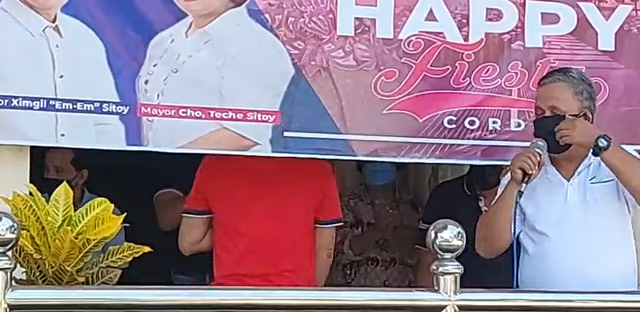 or Ximgil "Em-Em" Sitoy
Mayor Cho, Teche Sitoy
HAPPY
Fiesta
CORD